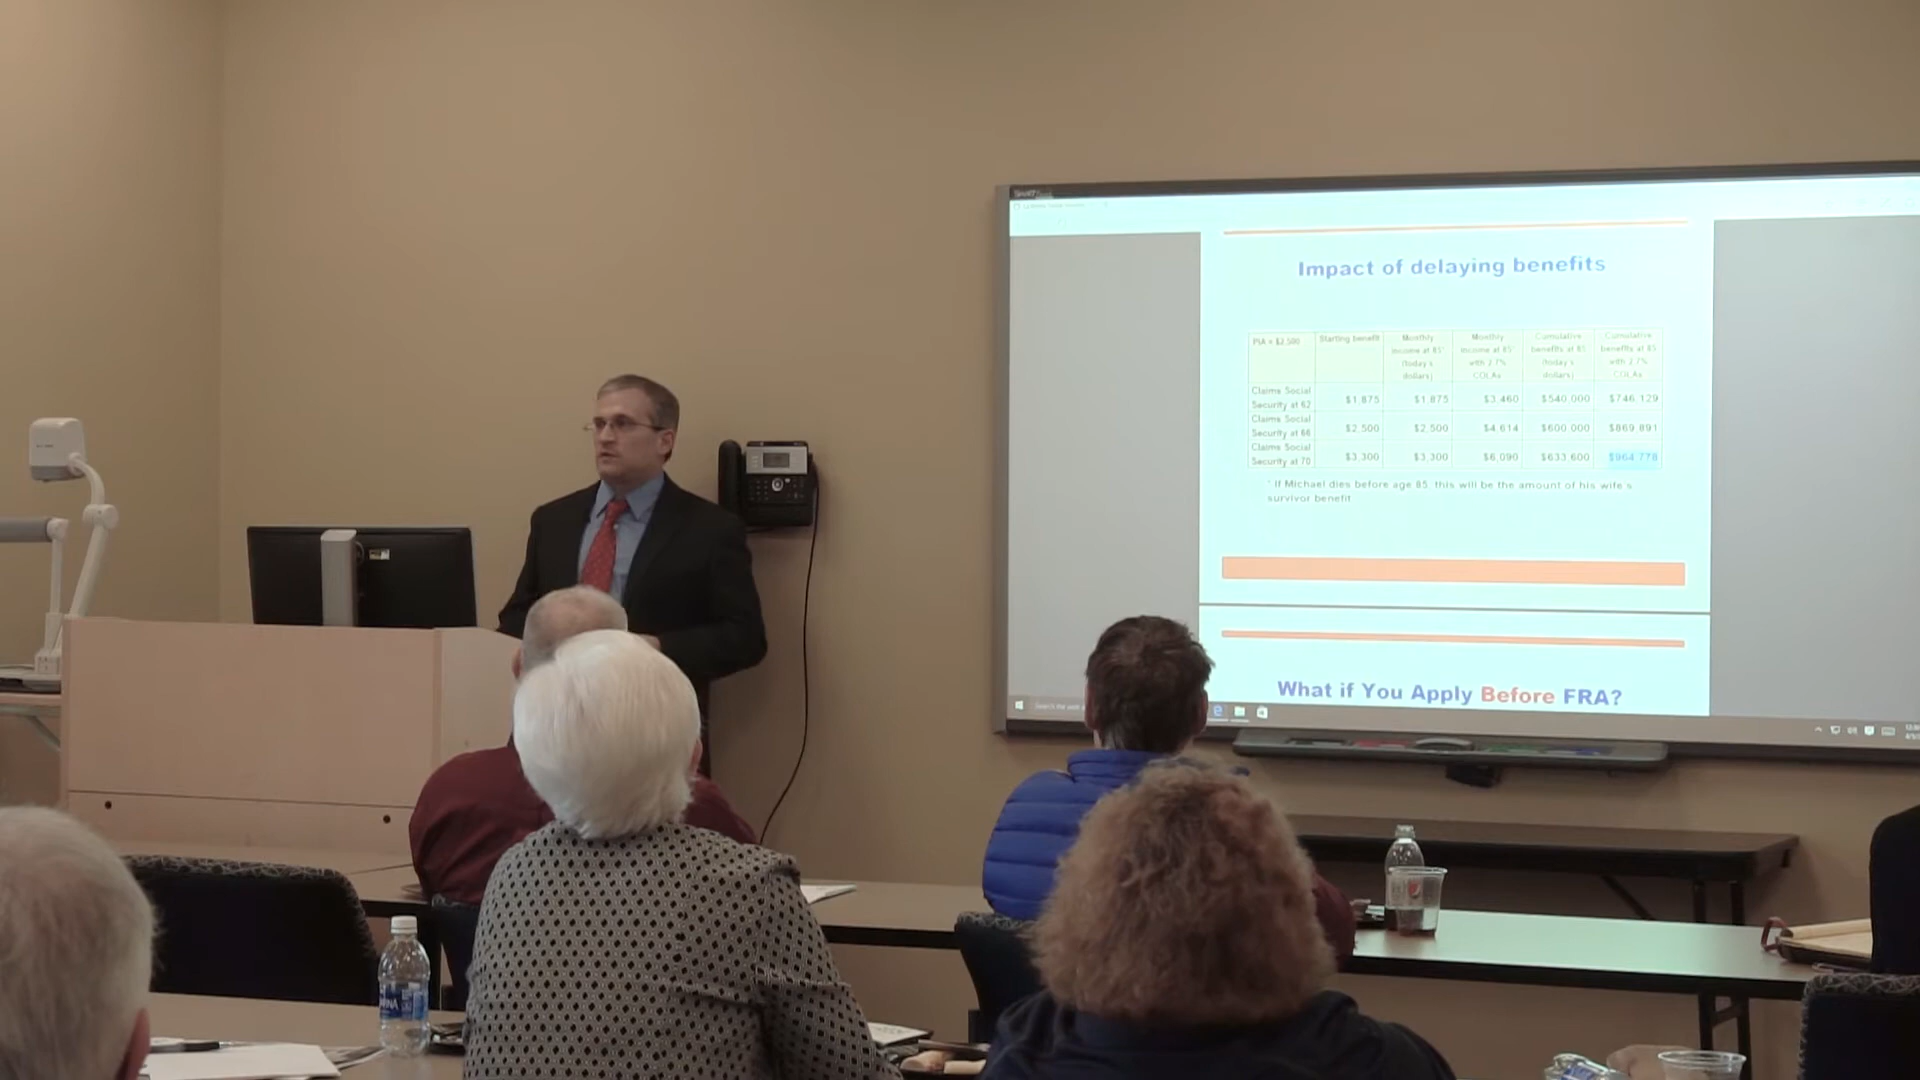 SMART
Impact of delaying benefits
PIA = $2,500
Starting benefit
Monthly
income at 85*
(today's
dollars)
Monthly
income at 85*
with 2.7%
COLAs
Cumulative
benefits at 85
(today's
dollars)
Cumulative
benefits at 85
with 2.7%
COLAs
Claims Social
Security at 62
$1,875
$1,875
$3,460
$540,000
$746,129
Claims Social
Security at 66
$2,500
$2,500
$4,614
$600,000
$869,891
Claims Social
Security at 70
$3,300
$3,300
$6,090
$633,600
$964,778
* If Michael dies before age 85, this will be the amount of his wife's
survivor benefit
What if You Apply Before FRA?
Search the web